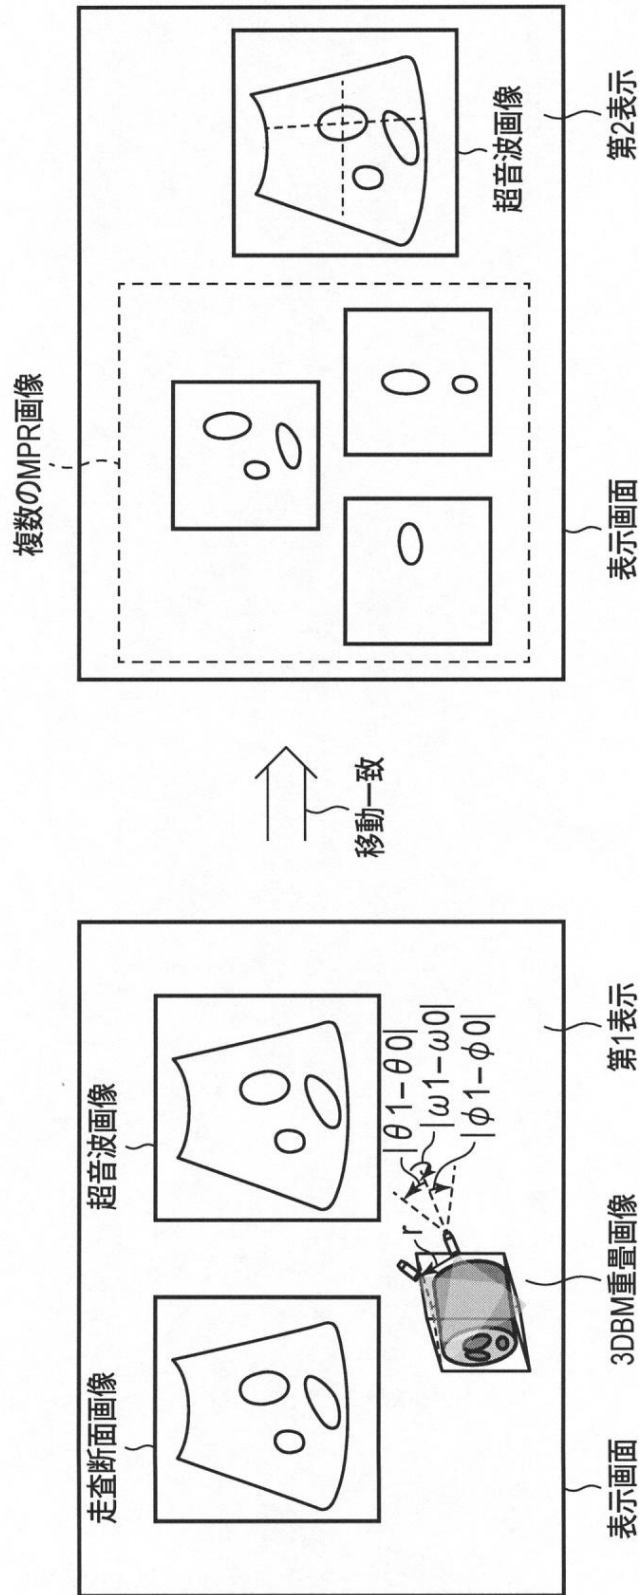 走査断面画像
超音波画像
r
|θ1−θ0|
|ω1−ω0|
|φ1−φ0|
表示画面
3DBM重畳画像
第1表示
移動一致
複数のMPR画像
超音波画像
表示画面
第2表示